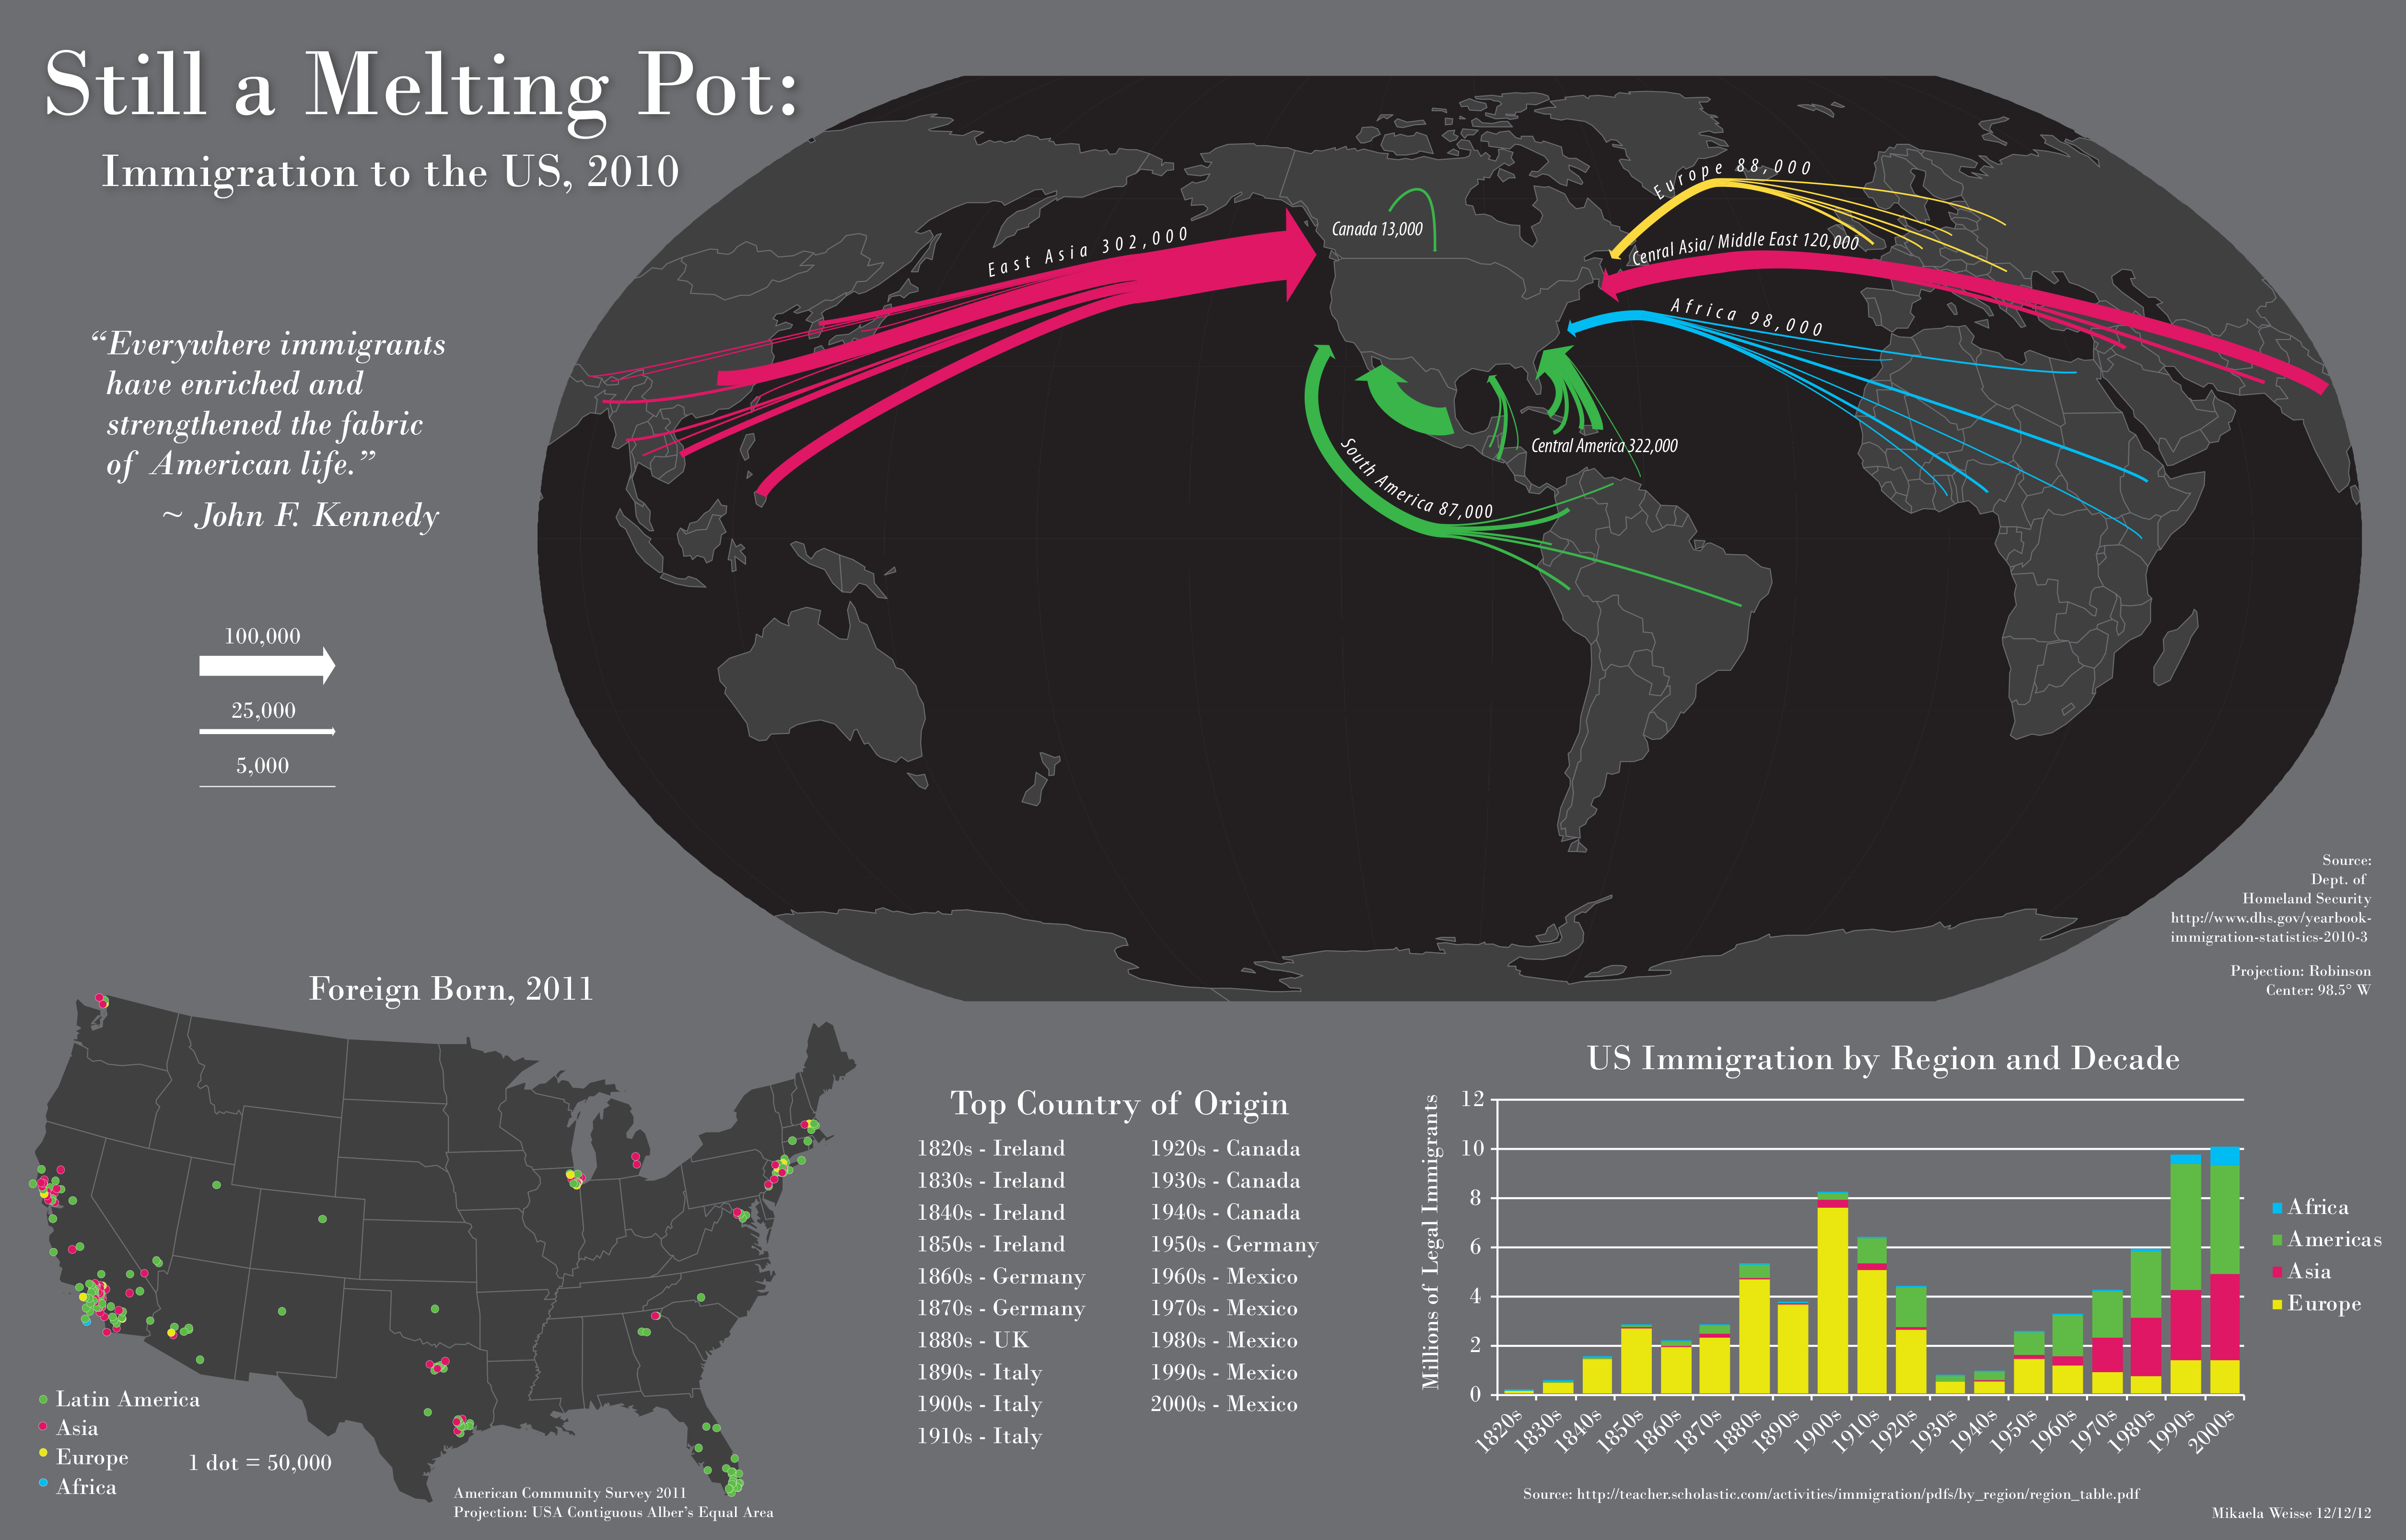 Still a Melting Pot:
Immigration to the US, 2010
“Everywhere immigrants
have enriched and
strengthened the fabric
of American life.”
~ John F. Kennedy
100,000
25,000
5,000
East Asia 302,000
Canada 13,000
Europe 88,000
Cenral Asia/ Middle East 120,000
Africa 98,000
Central America 322,000
South America 87,000
Source:
Dept. of
Homeland Security
http://www.dhs.gov/yearbook-
immigration-statistics-2010-3
Projection: Robinson
Center: 98.5° W
Foreign Born, 2011
Latin America
Asia
Europe
Africa
1 dot = 50,000
American Community Survey 2011
Projection: USA Contiguous Alber’s Equal Area
Top Country of Origin
1820s - Ireland
1830s - Ireland
1840s - Ireland
1850s - Ireland
1860s - Germany
1870s - Germany
1880s - UK
1890s - Italy
1900s - Italy
1910s - Italy
1920s - Canada
1930s - Canada
1940s - Canada
1950s - Germany
1960s - Mexico
1970s - Mexico
1980s - Mexico
1990s - Mexico
2000s - Mexico
US Immigration by Region and Decade
Millions of Legal Immigrants
12
10
8
6
4
2
0
1820s
1830s
1840s
1850s
1860s
1870s
1880s
1890s
1900s
1910s
1920s
1930s
1940s
1950s
1960s
1970s
1980s
1990s
2000s
Africa
Americas
Asia
Europe
Source: http://teacher.scholastic.com/activities/immigration/pdfs/by_region/region_table.pdf
Mikaela Weisse 12/12/12